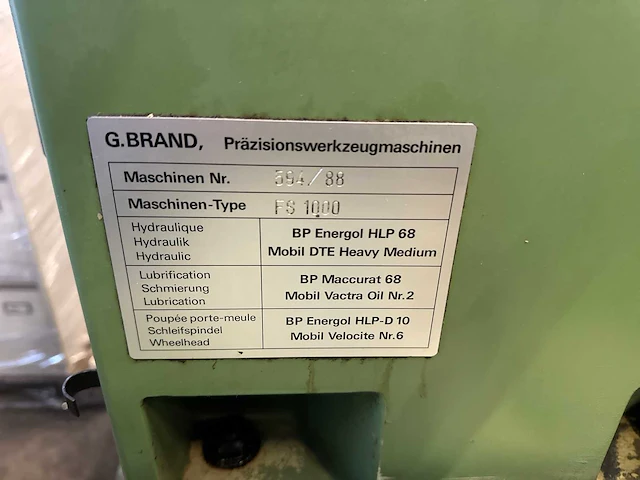 G.BRAND, Präzisionswerkzeugmaschinen
Maschinen Nr. 394/88
Maschinen-Type FS 1000
Hydraulique
Hydraulik
Hydraulic
BP Energol HLP 68
Mobil DTE Heavy Medium
Lubrification
Schmierung
Lubrication
BP Maccurat 68
Mobil Vactra Oil Nr.2
Poupée porte-meule
Schleifspindel
Wheelhead
BP Energol HLP-D 10
Mobil Velocite Nr.6